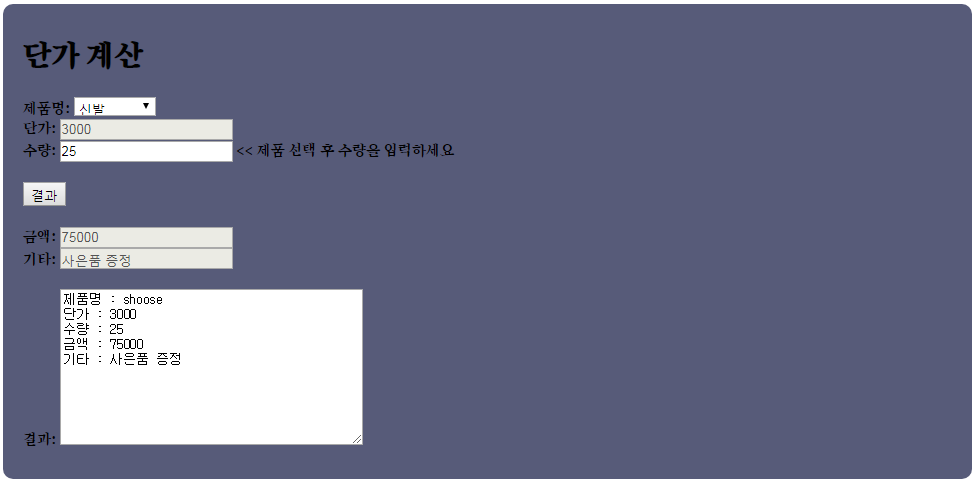 단가 계산
제품명: 신발
단가: 3000
수량: 25 << 제품 선택 후 수량을 입력하세요
결과
금액: 75000
기타: 사은품 증정
제품명 : shoose
단가 : 3000
수량 : 25
금액 : 75000
기타 : 사은품 증정
결과: